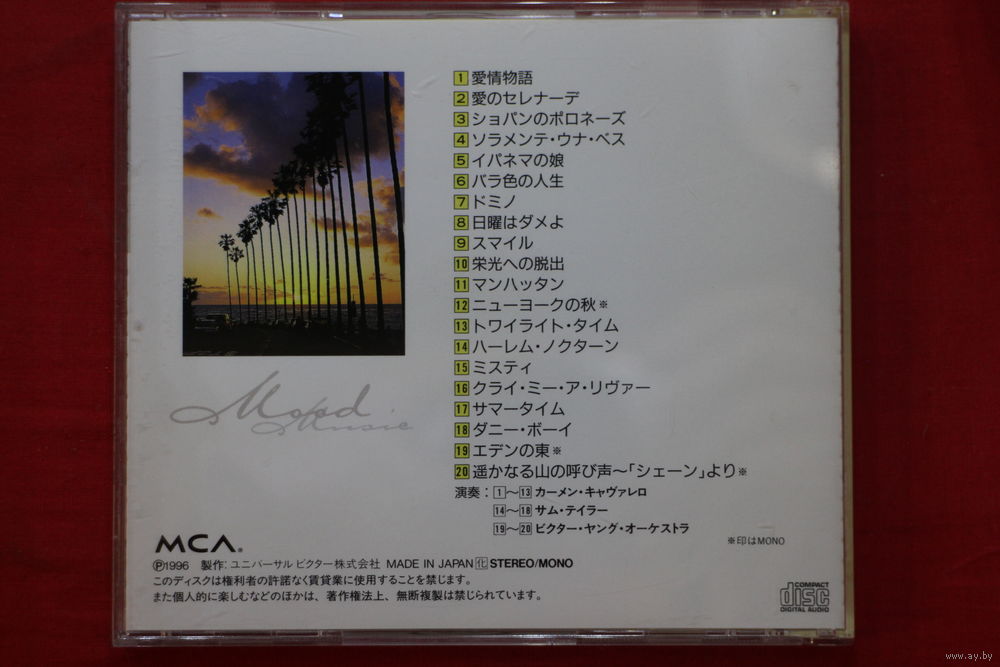 1 愛情物語
2 愛のセレナーデ
3 ショパンのポロネーズ
4 ソラメンテ・ウナ・ベス
5 イパネマの娘
6 バラ色の人生
7 ドミノ
8 日曜はダメよ
9 スマイル
10 栄光への脱出
11 マンハッタン
12 ニューヨークの秋※
13 トワイライト・タイム
14 ハーレム・ノクターン
15 ミスティ
16 クライ・ミー・ア・リヴァー
17 サマータイム
18 ダニー・ボーイ
19 エデンの東※
20 遥かなる山の呼び声〜「シェーン」より※
演奏：1〜13 カーメン・キャヴァレロ
14〜18 サム・テイラー
19〜20 ビクター・ヤング・オーケストラ
※印はMONO
Mood
Music
MCA®
Ⓟ1996 製作：ユニバーサル ビクター株式会社 MADE IN JAPAN 化 STEREO/MONO
このディスクは権利者の許諾なく賃貸業に使用することを禁じます。
また個人的に楽しむなどのほかは、著作権法上、無断複製は禁じられています。
COMPACT
disc
DIGITAL AUDIO
www.ay.by